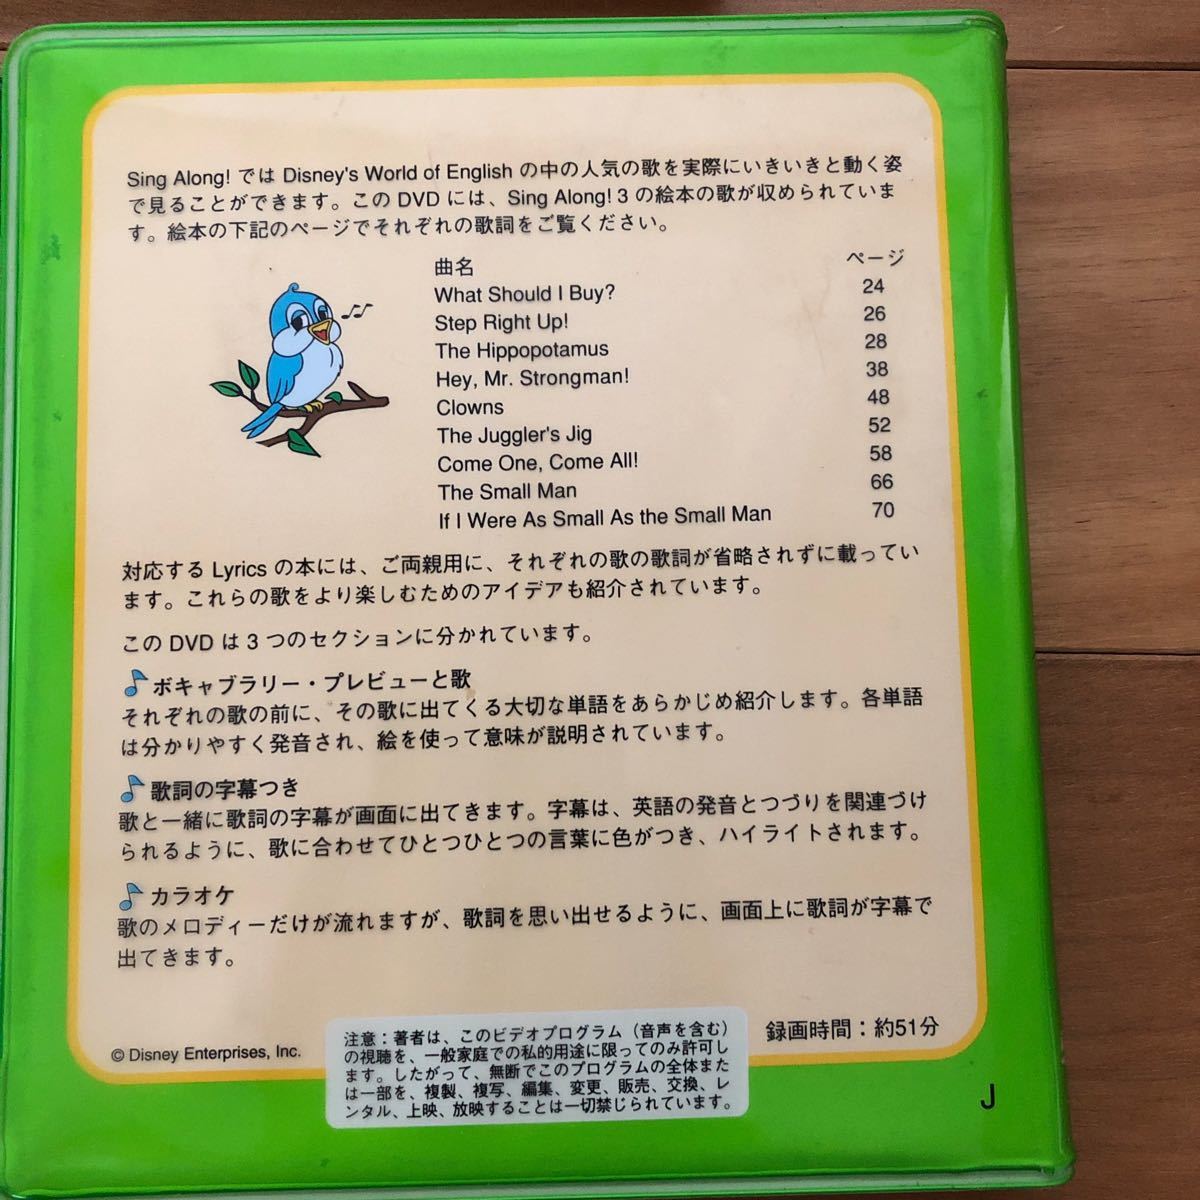 Sing Along! では Disney's World of English の中の人気の歌を実際にいきいきと動く姿
で見ることができます。この DVD には、Sing Along! 3 の絵本の歌が収められていま
す。絵本の下記のページでそれぞれの歌詞をご覧ください。
曲名 ページ
What Should I Buy? 24
Step Right Up! 26
The Hippopotamus 28
Hey, Mr. Strongman! 38
Clowns 48
The Juggler's Jig 52
Come One, Come All! 58
The Small Man 66
If I Were As Small As the Small Man 70
対応する Lyrics の本には、ご両親用に、それぞれの歌の歌詞が省略されずに載ってい
ます。これらの歌をより楽しむためのアイデアも紹介されています。
この DVD は 3 つのセクションに分かれています。
ボキャブラリー・プレビューと歌
それぞれの歌の前に、その歌に出てくる大切な単語をあらかじめ紹介します。各単語
は分かりやすく発音され、絵を使って意味が説明されています。
歌詞の字幕つき
歌と一緒に歌詞の字幕が画面に出てきます。字幕は、英語の発音とつづりを関連づけ
られるように、歌に合わせてひとつひとつの言葉に色がつき、ハイライトされます。
カラオケ
歌のメロディーだけが流れますが、歌詞を思い出せるように、画面上に歌詞が字幕で
出てきます。
録画時間：約51分
© Disney Enterprises, Inc.
注意：著者は、このビデオプログラム（音声を含む）
の視聴を、一般家庭での私的用途に限ってのみ許可し
ます。したがって、無断でこのプログラムの全体また
は一部を、複製、複写、編集、変更、販売、交換、レ
ンタル、上映、放映することは一切禁じられています。
J